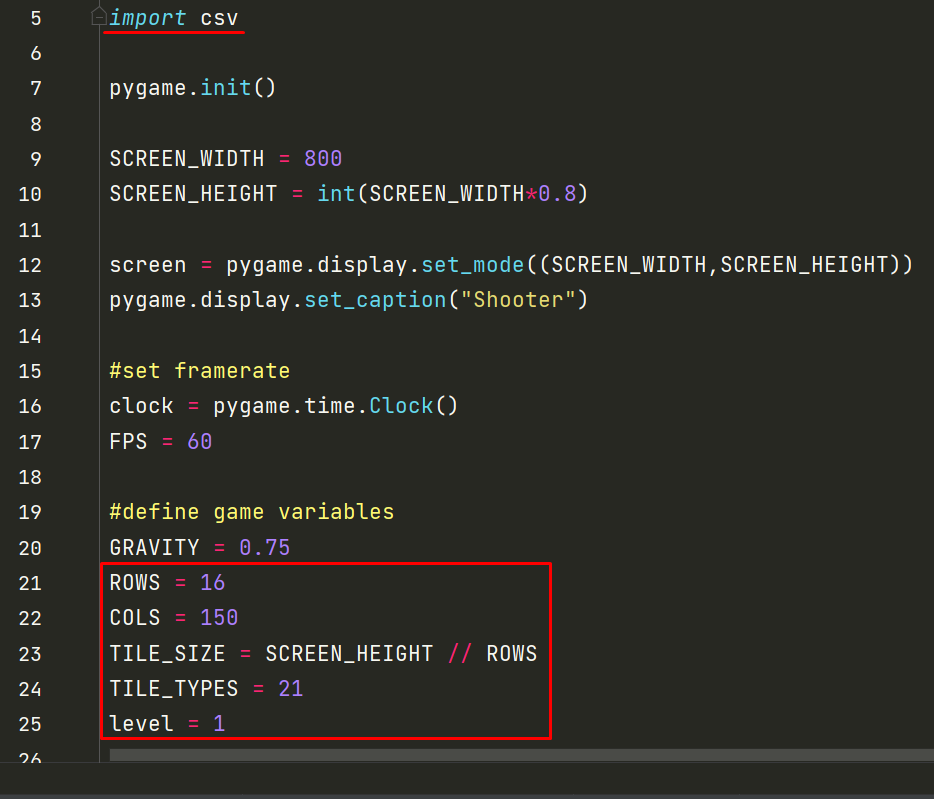 5 import csv
6
7 pygame.init()
8
9 SCREEN_WIDTH = 800
10 SCREEN_HEIGHT = int(SCREEN_WIDTH*0.8)
11
12 screen = pygame.display.set_mode((SCREEN_WIDTH,SCREEN_HEIGHT))
13 pygame.display.set_caption("Shooter")
14
15 #set framerate
16 clock = pygame.time.Clock()
17 FPS = 60
18
19 #define game variables
20 GRAVITY = 0.75
21 ROWS = 16
22 COLS = 150
23 TILE_SIZE = SCREEN_HEIGHT // ROWS
24 TILE_TYPES = 21
25 level = 1
26